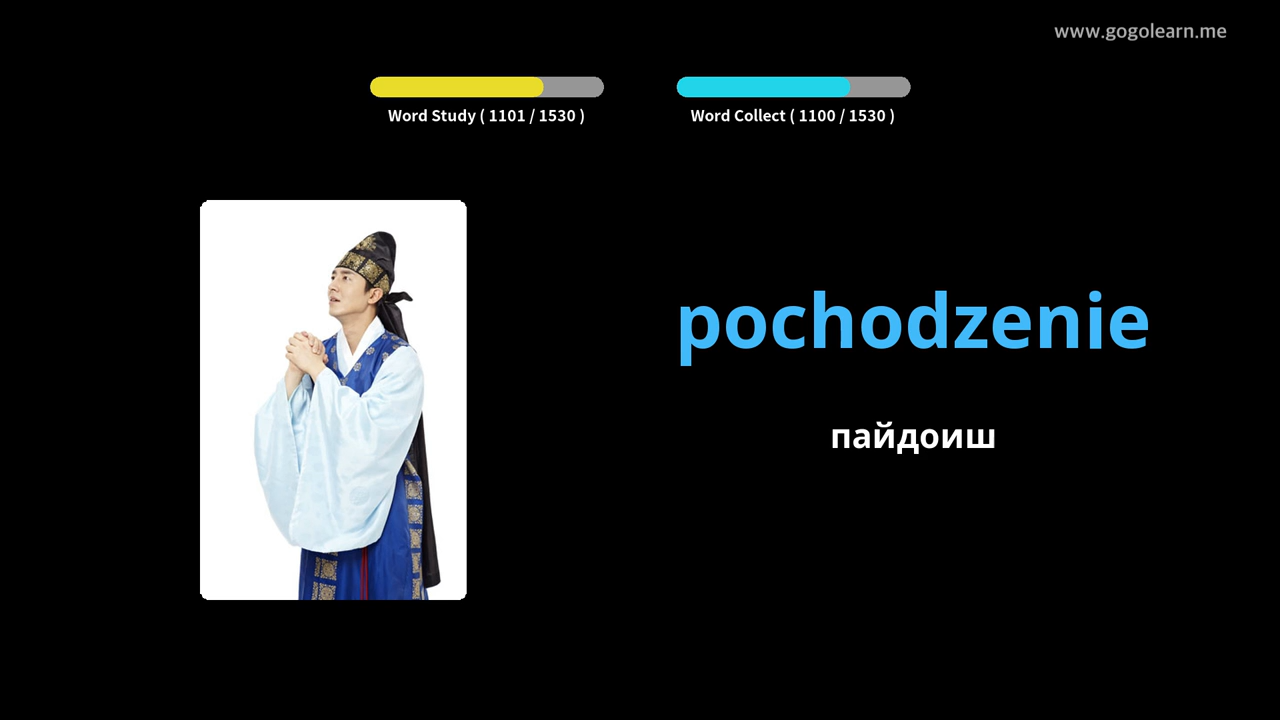 www.gogolearn.me
Word Study ( 1101 / 1530 )
Word Collect ( 1100 / 1530 )
pochodzenie
пайдоиш